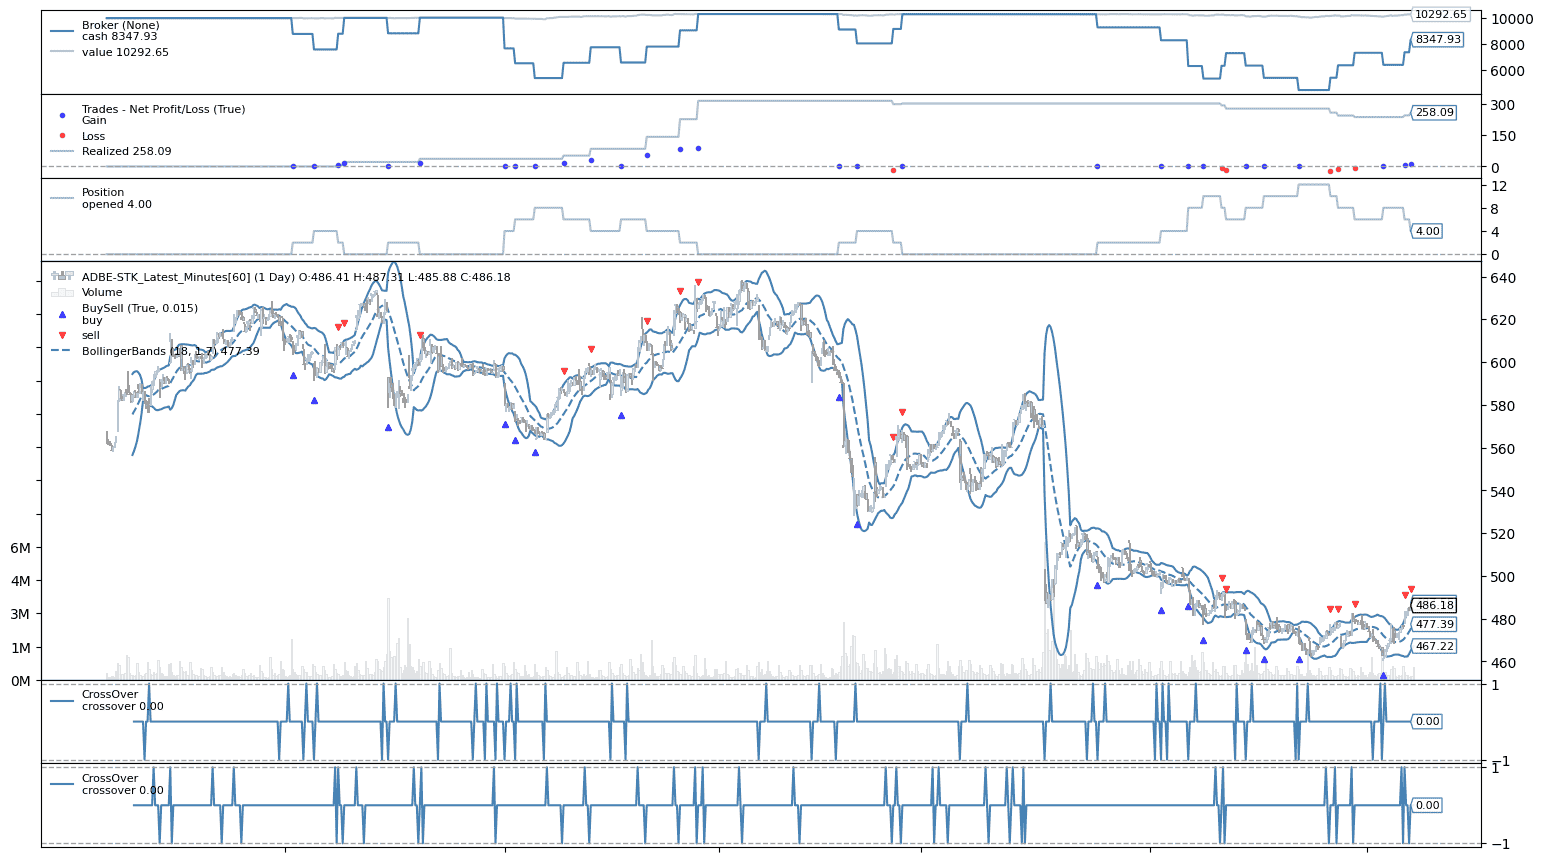 Broker (None)
cash 8347.93
value 10292.65
10292.65
10000
8347.93
8000
6000
Trades - Net Profit/Loss (True)
Gain
Loss
Realized 258.09
300
258.09
150
0
Position
opened 4.00
12
8
4.00
4
0
ADBE-STK_Latest_Minutes[60] (1 Day) O:486.41 H:487.31 L:485.88 C:486.18
Volume
BuySell (True, 0.015)
buy
sell
BollingerBands (18, 1.7) 477.39
640
620
600
580
560
540
520
500
486.18
480
477.39
467.22
460
6M
4M
3M
1M
0M
CrossOver
crossover 0.00
1
0.00
−1
CrossOver
crossover 0.00
1
0.00
−1